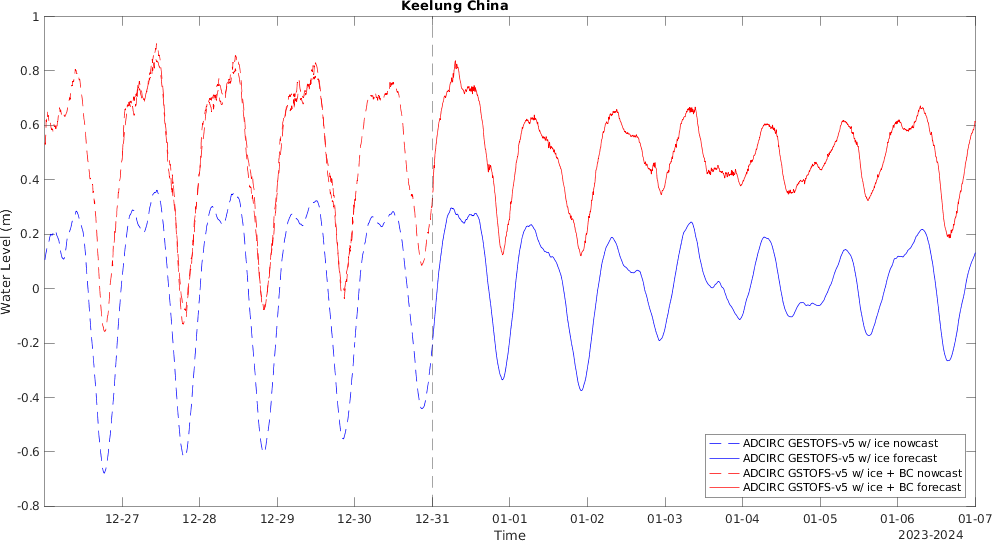 Keelung China
1
0.8
0.6
0.4
0.2
0
-0.2
-0.4
-0.6
-0.8
Water Level (m)
ADCIRC GESTOFS-v5 w/ ice nowcast
ADCIRC GESTOFS-v5 w/ ice forecast
ADCIRC GSTOFS-v5 w/ ice + BC nowcast
ADCIRC GSTOFS-v5 w/ ice + BC forecast
12-27 12-28 12-29 12-30 12-31 01-01 01-02 01-03 01-04 01-05 01-06 01-07
Time
2023-2024